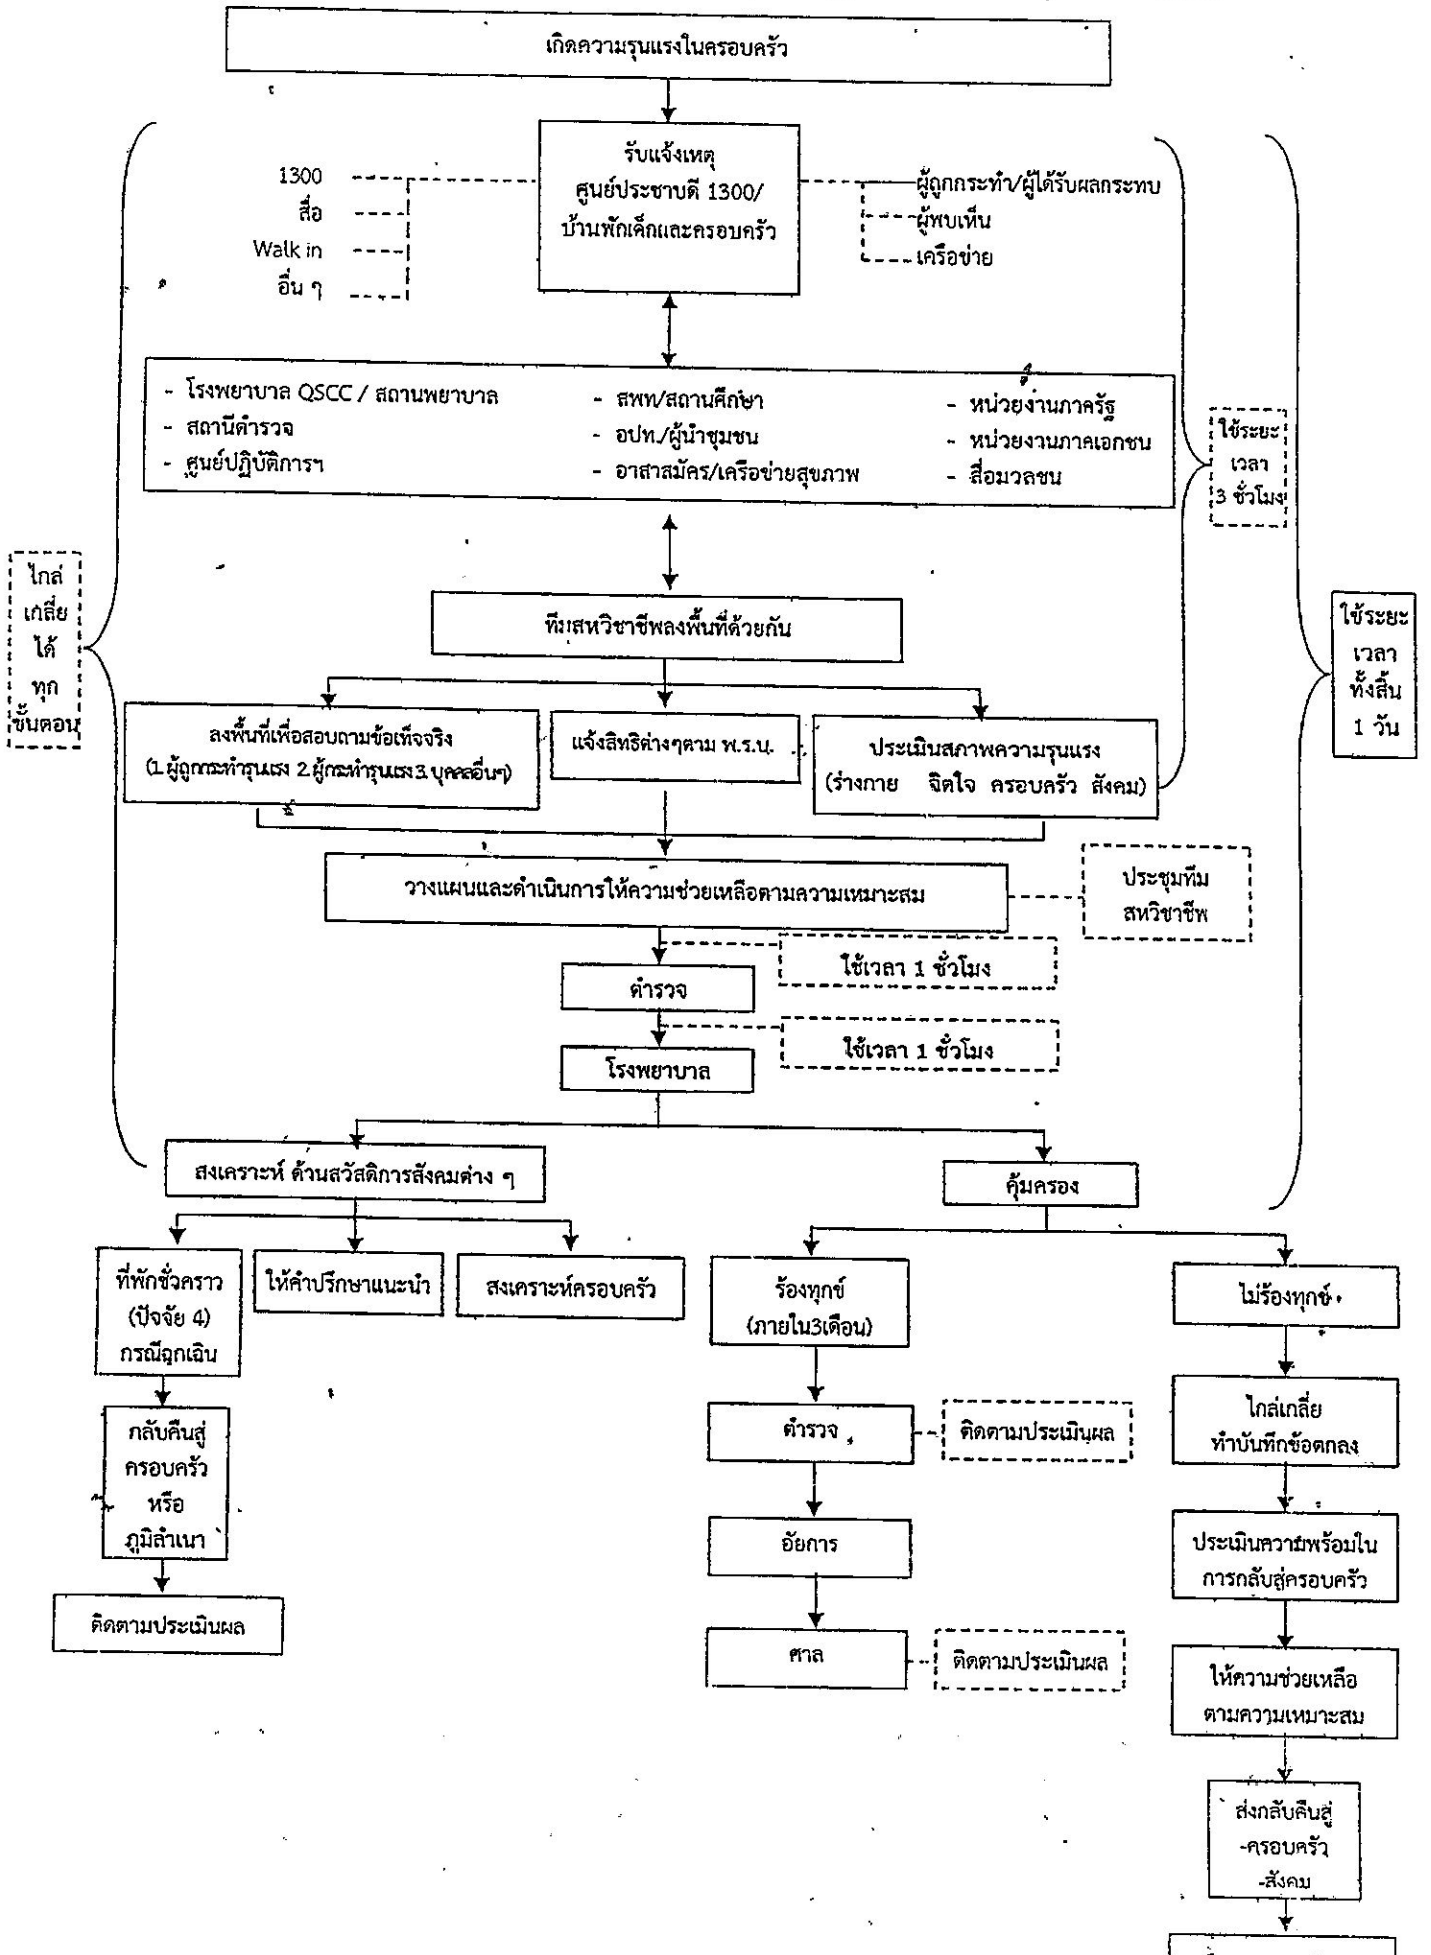 เกิดความรุนแรงในครอบครัว
รับแจ้งเหตุ
ศูนย์ประชาบดี 1300/
บ้านพักเด็กและครอบครัว
1300
สื่อ
Walk in
อื่น ๆ
ผู้ถูกกระทำ/ผู้ได้รับผลกระทบ
ผู้พบเห็น
เครือข่าย
- โรงพยาบาล QSCC / สถานพยาบาล
- สถานีตำรวจ
- ศูนย์ปฏิบัติการฯ
- สพท/สถานศึกษา
- อปท./ผู้นำชุมชน
- อาสาสมัคร/เครือข่ายสุขภาพ
- หน่วยงานภาครัฐ
- หน่วยงานภาคเอกชน
- สื่อมวลชน
ใช้ระยะ
เวลา
3 ชั่วโมง
ไกล่
เกลี่ย
ได้
ทุก
ขั้นตอน
ใช้ระยะ
เวลา
ทั้งสิ้น
1 วัน
ทีมสหวิชาชีพลงพื้นที่ด้วยกัน
ลงพื้นที่เพื่อสอบถามข้อเท็จจริง
(1.ผู้ถูกกระทำรุนแรง 2.ผู้กระทำรุนแรง3.บุคคลอื่นๆ)
แจ้งสิทธิต่างๆตาม พ.ร.บ.
ประเมินสภาพความรุนแรง
(ร่างกาย จิตใจ ครอบครัว สังคม)
วางแผนและดำเนินการให้ความช่วยเหลือตามความเหมาะสม
ประชุมทีม
สหวิชาชีพ
ใช้เวลา 1 ชั่วโมง
ตำรวจ
ใช้เวลา 1 ชั่วโมง
โรงพยาบาล
สงเคราะห์ ด้านสวัสดิการสังคมต่าง ๆ
คุ้มครอง
ที่พักชั่วคราว
(ปัจจัย 4)
กรณีฉุกเฉิน
ให้คำปรึกษาแนะนำ
สงเคราะห์ครอบครัว
ร้องทุกข์
(ภายใน3เดือน)
ไม่ร้องทุกข์
กลับคืนสู่
ครอบครัว
หรือ
ภูมิลำเนา
ติดตามประเมินผล
ตำรวจ
ติดตามประเมินผล
อัยการ
ศาล
ติดตามประเมินผล
ไกล่เกลี่ย
ทำบันทึกข้อตกลง
ประเมินความพร้อมใน
การกลับสู่ครอบครัว
ให้ความช่วยเหลือ
ตามความเหมาะสม
ส่งกลับคืนสู่
-ครอบครัว
-สังคม